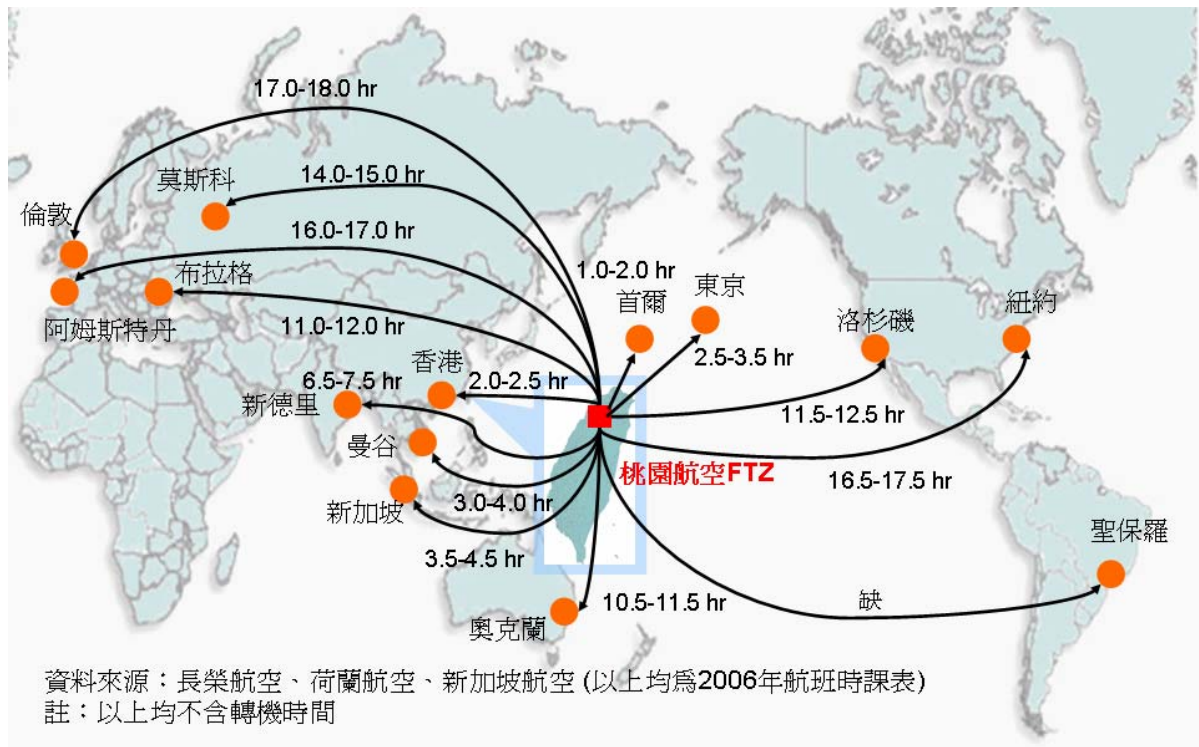 17.0-18.0 hr
莫斯科
14.0-15.0 hr
倫敦
16.0-17.0 hr
布拉格
1.0-2.0 hr
首爾
東京
洛杉磯
紐約
阿姆斯特丹
11.0-12.0 hr
香港
2.5-3.5 hr
6.5-7.5 hr
2.0-2.5 hr
新德里
11.5-12.5 hr
曼谷
桃園航空FTZ
16.5-17.5 hr
新加坡
3.0-4.0 hr
聖保羅
3.5-4.5 hr
10.5-11.5 hr
缺
奧克蘭
資料來源：長榮航空、荷蘭航空、新加坡航空 (以上均為2006年航班時課表)
註：以上均不含轉機時間